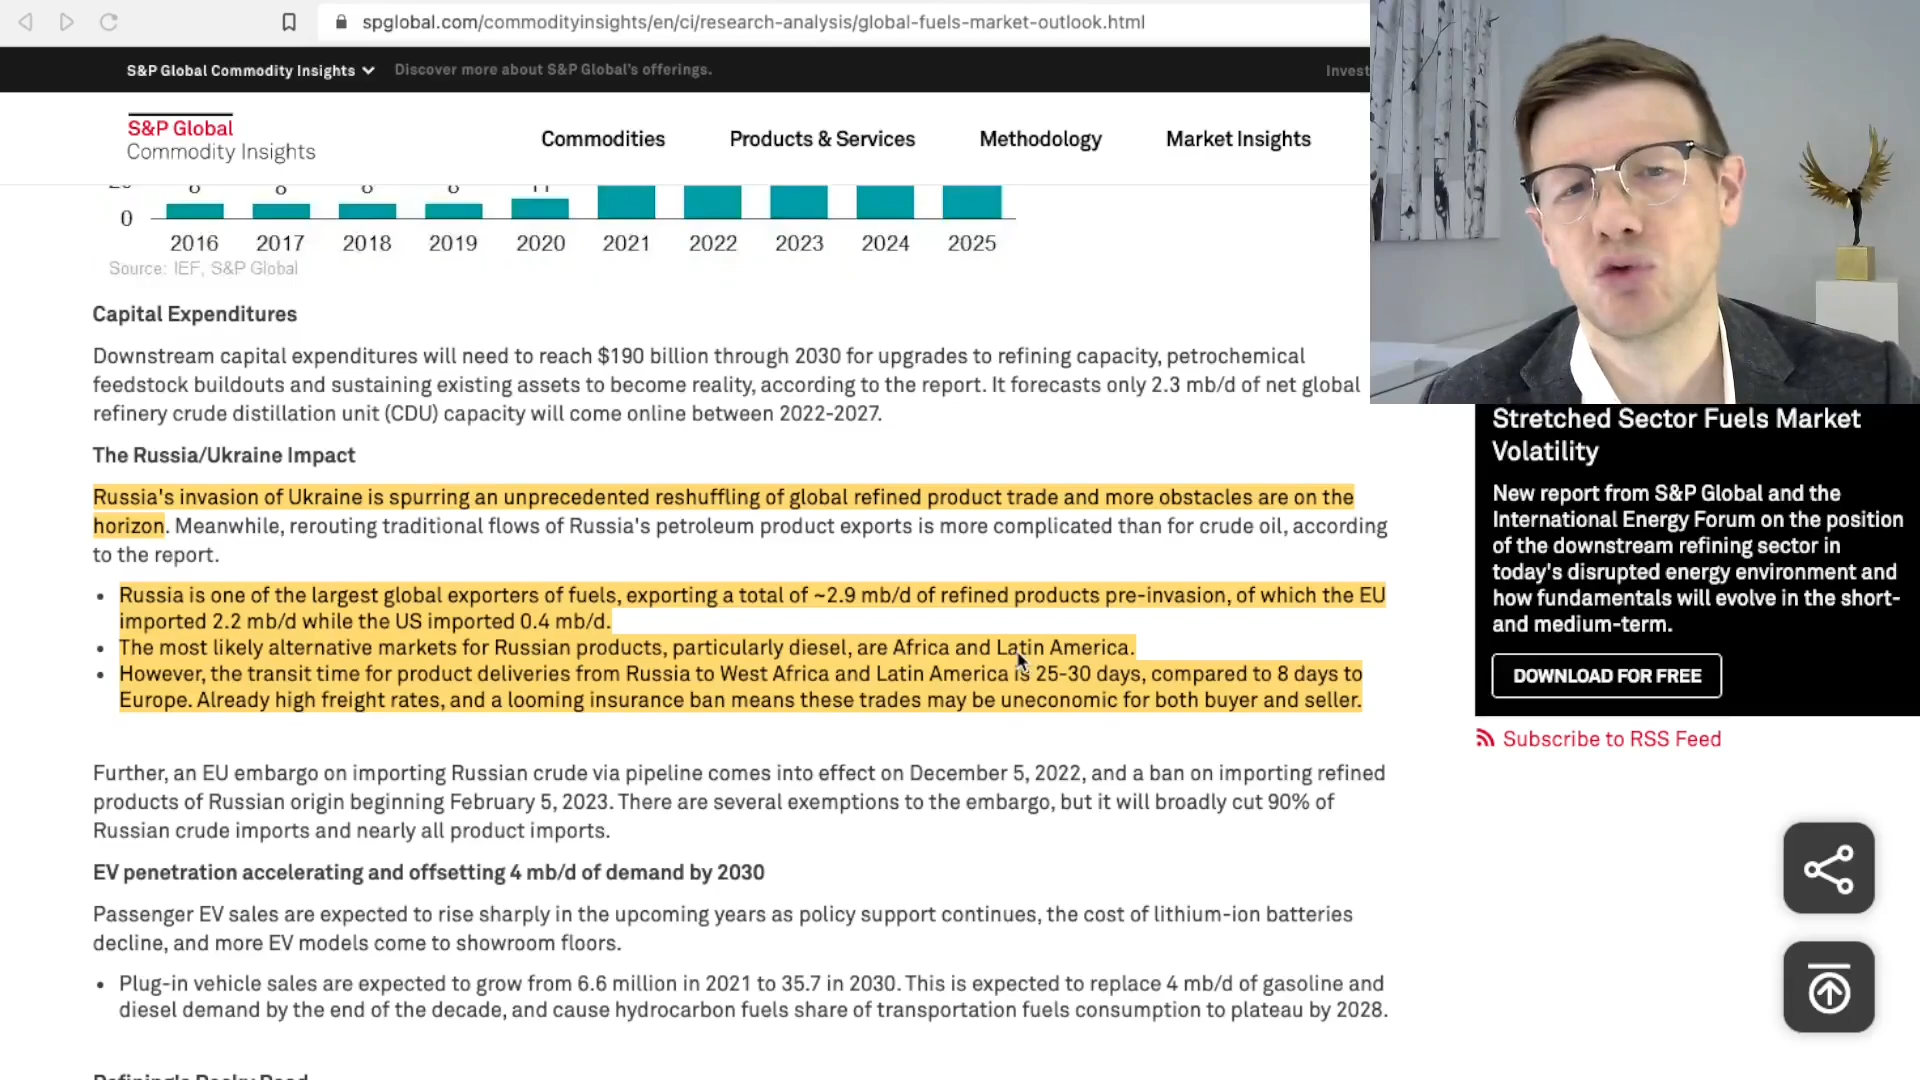 spglobal.com/commodityinsights/en/ci/research-analysis/global-fuels-market-outlook.html
S&P Global Commodity Insights
Discover more about S&P Global's offerings.
Invest
S&P Global
Commodity Insights
Commodities
Products & Services
Methodology
Market Insights
0
2016 2017 2018 2019 2020 2021 2022 2023 2024 2025
Source: IEF, S&P Global
Capital Expenditures
Downstream capital expenditures will need to reach $190 billion through 2030 for upgrades to refining capacity, petrochemical
feedstock buildouts and sustaining existing assets to become reality, according to the report. It forecasts only 2.3 mb/d of net global
refinery crude distillation unit (CDU) capacity will come online between 2022-2027.
The Russia/Ukraine Impact
Russia's invasion of Ukraine is spurring an unprecedented reshuffling of global refined product trade and more obstacles are on the
horizon. Meanwhile, rerouting traditional flows of Russia's petroleum product exports is more complicated than for crude oil, according
to the report.
• Russia is one of the largest global exporters of fuels, exporting a total of ~2.9 mb/d of refined products pre-invasion, of which the EU
imported 2.2 mb/d while the US imported 0.4 mb/d.
• The most likely alternative markets for Russian products, particularly diesel, are Africa and Latin America.
• However, the transit time for product deliveries from Russia to West Africa and Latin America is 25-30 days, compared to 8 days to
Europe. Already high freight rates, and a looming insurance ban means these trades may be uneconomic for both buyer and seller.
Further, an EU embargo on importing Russian crude via pipeline comes into effect on December 5, 2022, and a ban on importing refined
products of Russian origin beginning February 5, 2023. There are several exemptions to the embargo, but it will broadly cut 90% of
Russian crude imports and nearly all product imports.
EV penetration accelerating and offsetting 4 mb/d of demand by 2030
Passenger EV sales are expected to rise sharply in the upcoming years as policy support continues, the cost of lithium-ion batteries
decline, and more EV models come to showroom floors.
• Plug-in vehicle sales are expected to grow from 6.6 million in 2021 to 35.7 in 2030. This is expected to replace 4 mb/d of gasoline and
diesel demand by the end of the decade, and cause hydrocarbon fuels share of transportation fuels consumption to plateau by 2028.
Stretched Sector Fuels Market
Volatility
New report from S&P Global and the
International Energy Forum on the position
of the downstream refining sector in
today's disrupted energy environment and
how fundamentals will evolve in the short-
and medium-term.
DOWNLOAD FOR FREE
Subscribe to RSS Feed